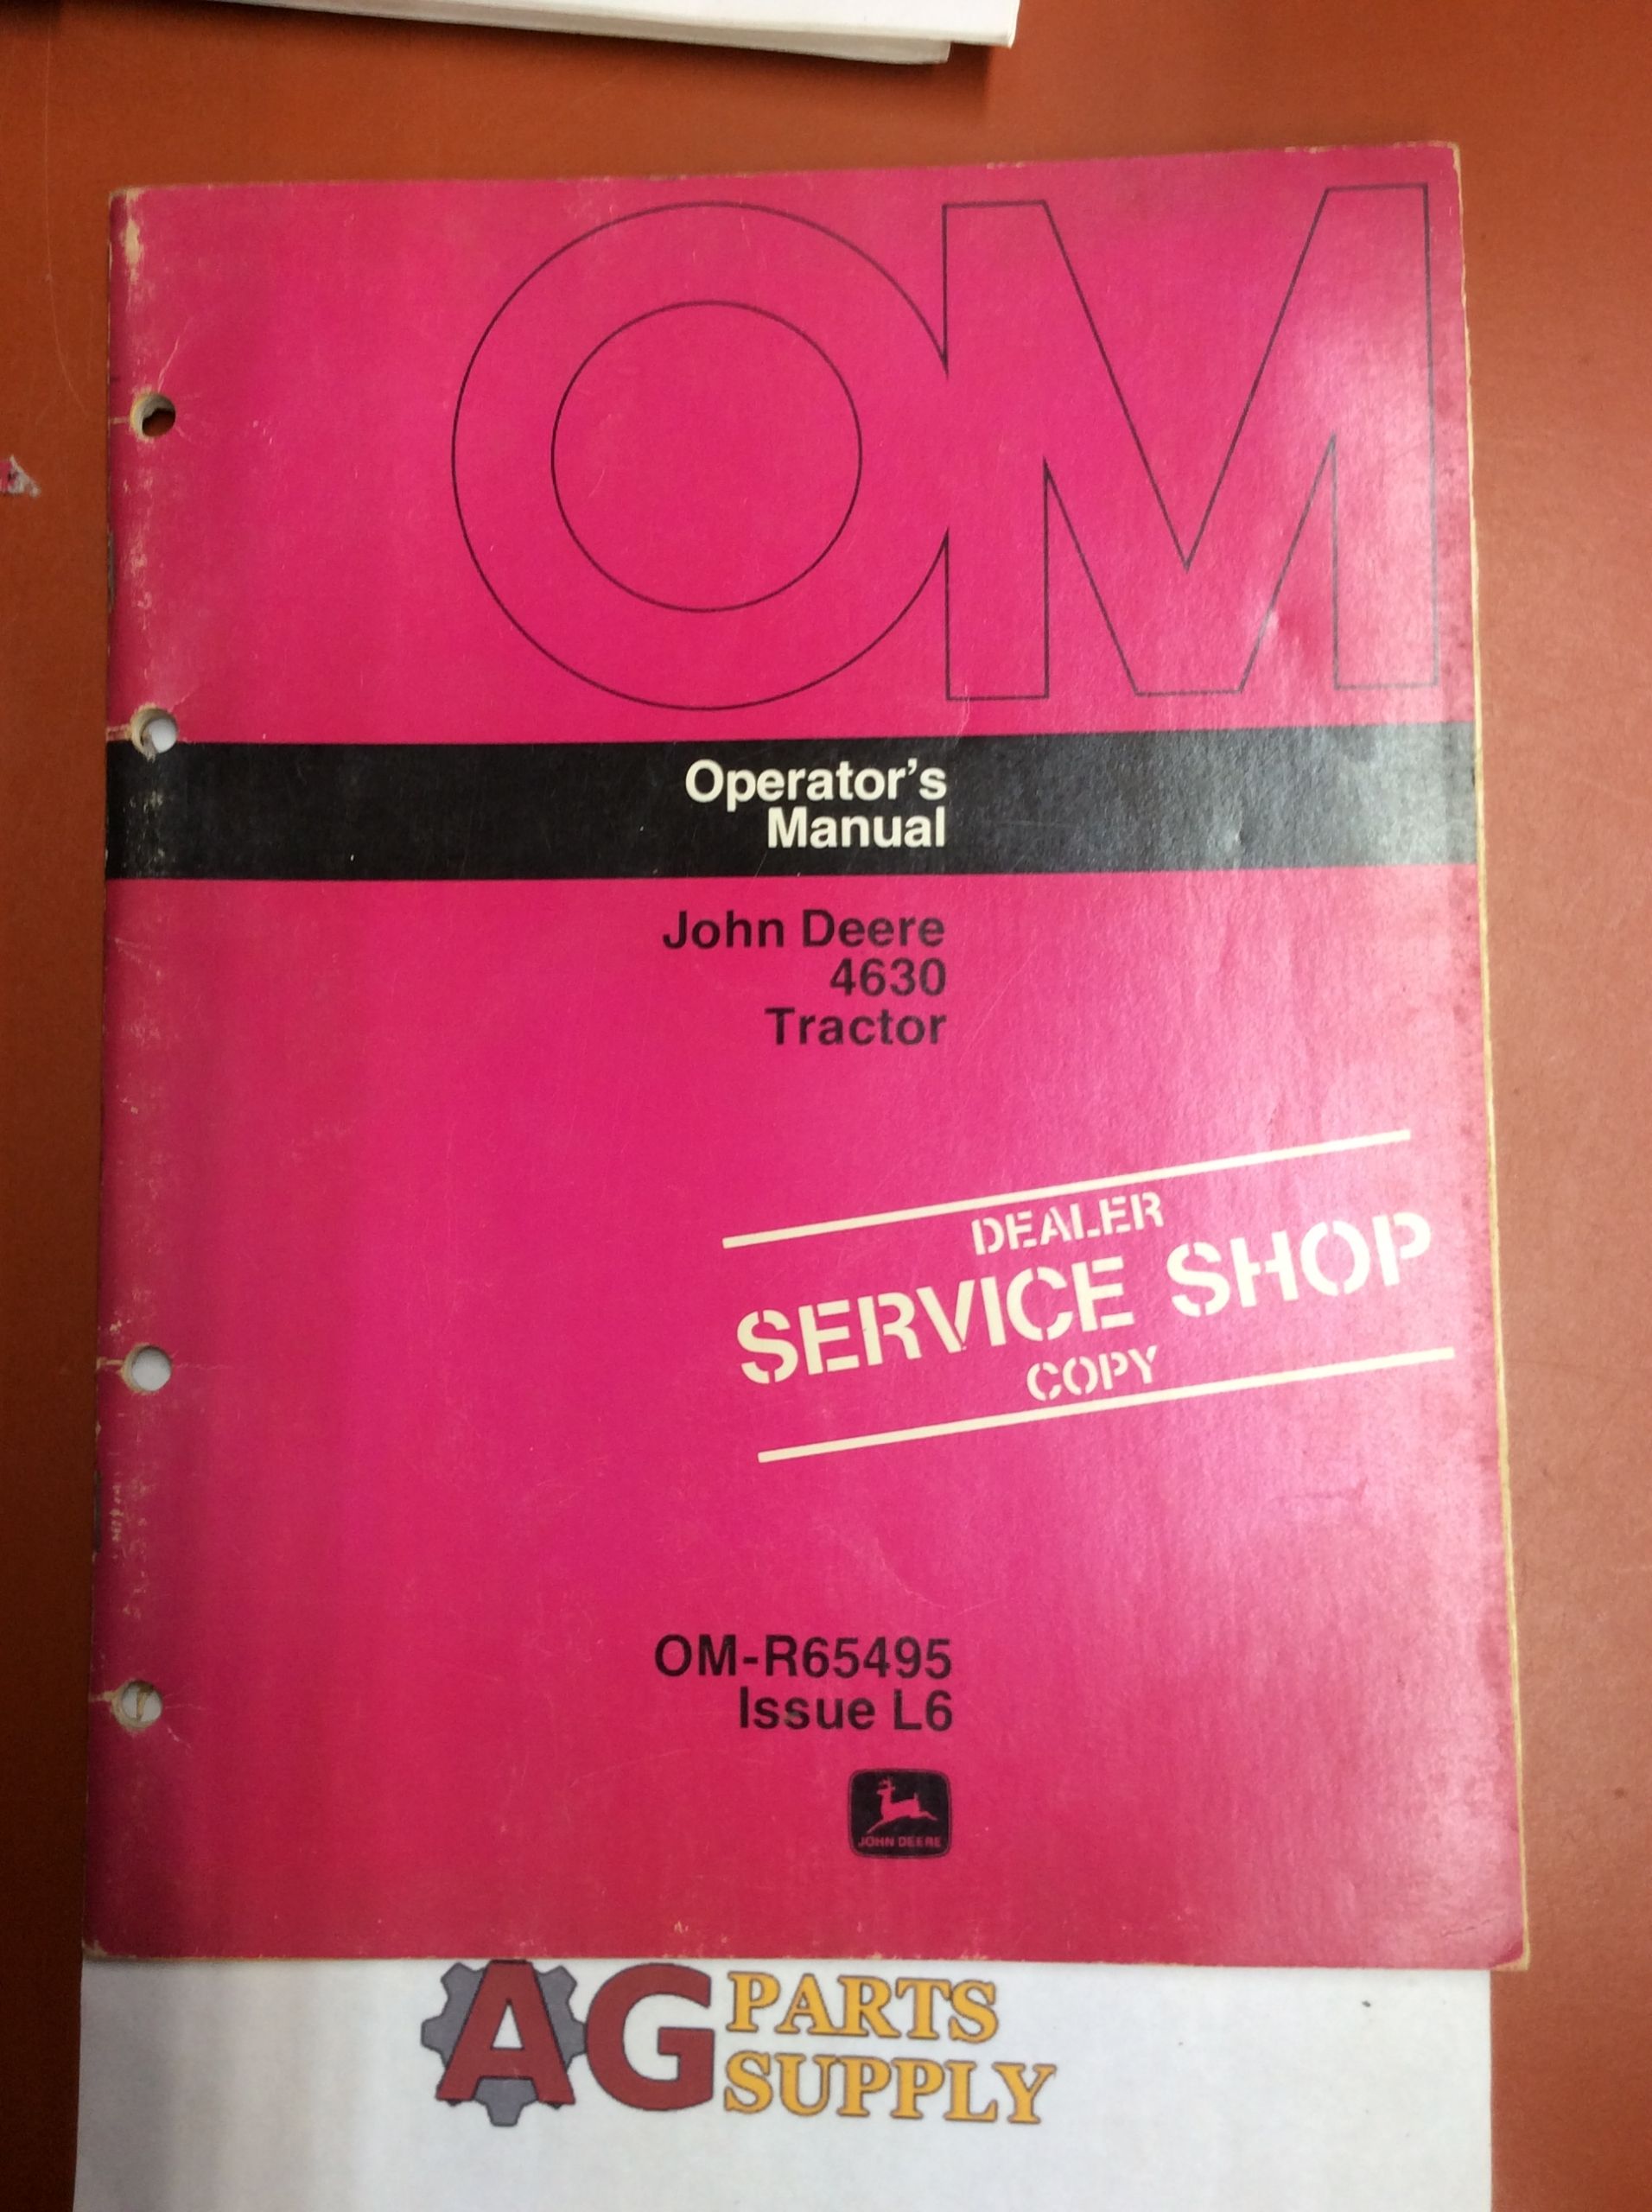 OM
Operator's
Manual
John Deere
4630
Tractor
DEALER
SERVICE SHOP
COPY
OM-R65495
Issue L6
JOHN DEERE
AG PARTS
SUPPLY